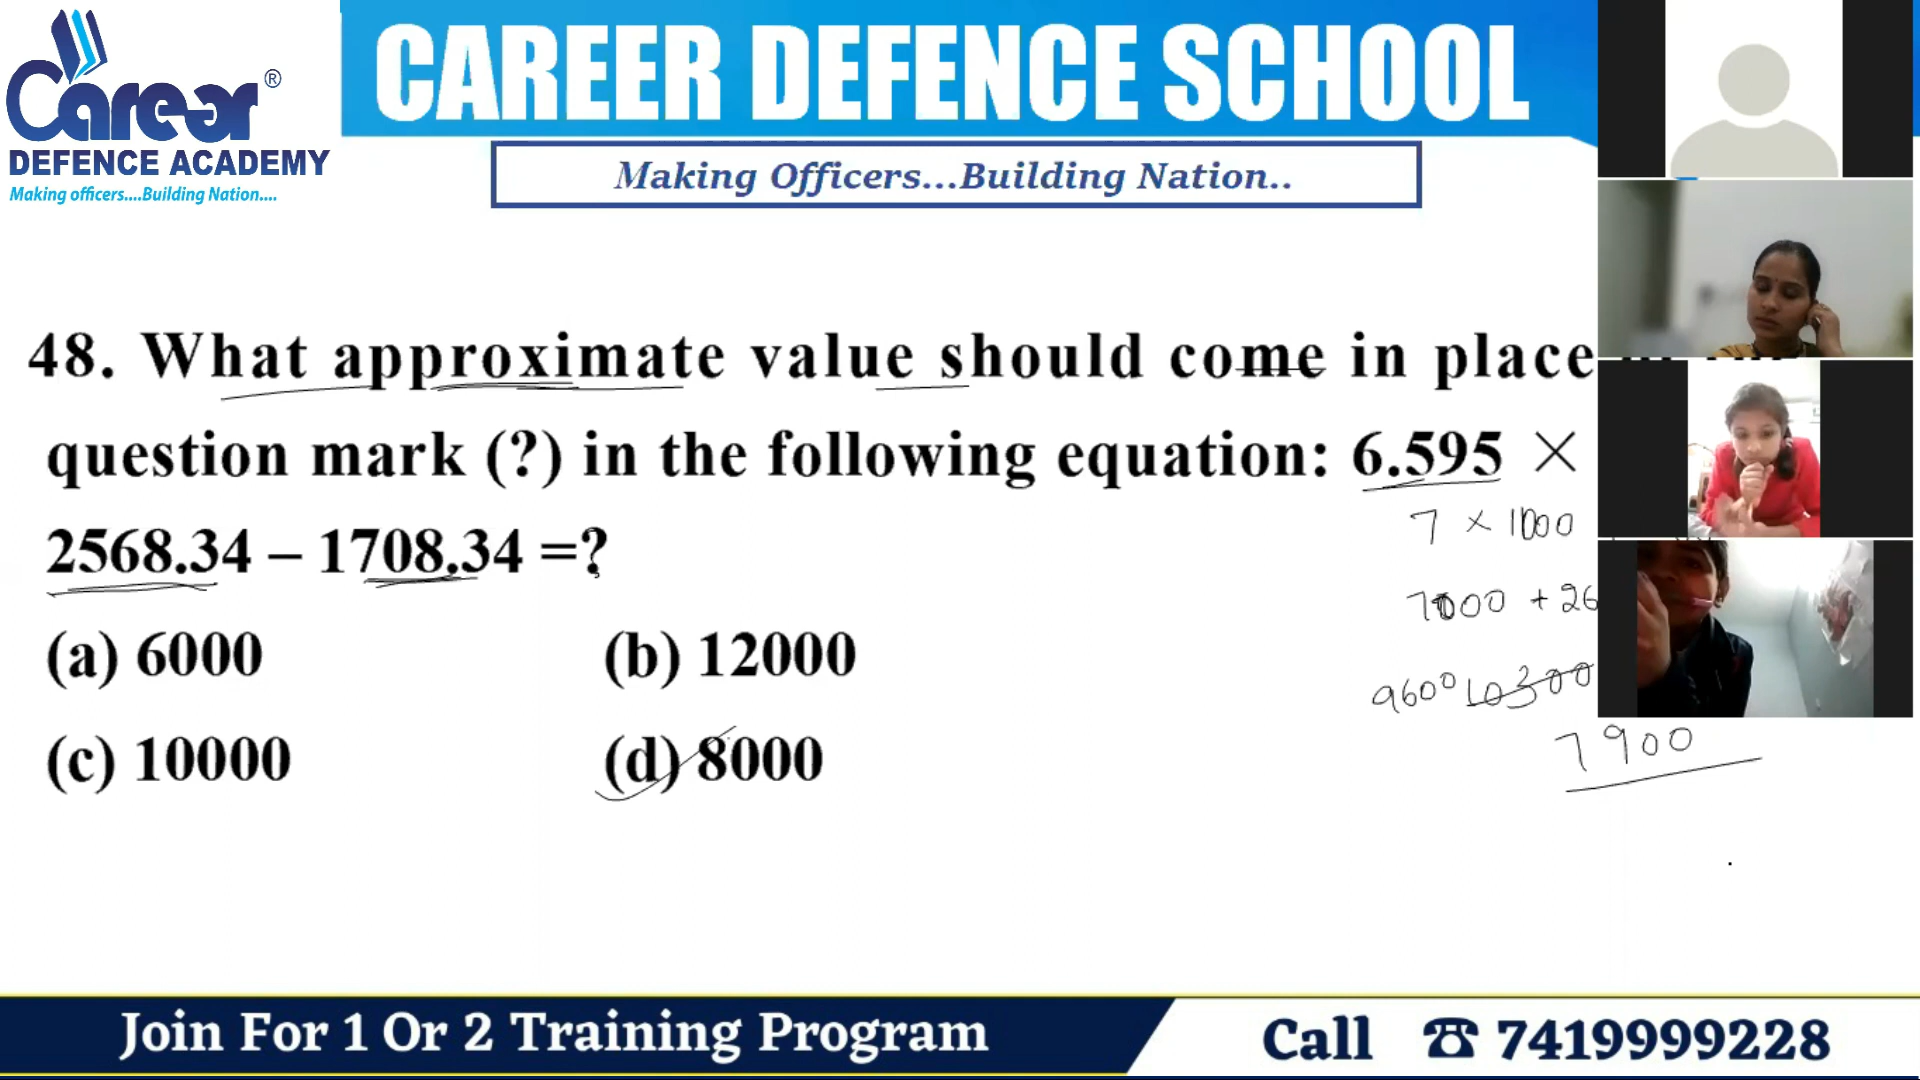 Career®
DEFENCE ACADEMY
Making officers....Building Nation....
CAREER DEFENCE SCHOOL
Making Officers...Building Nation..
48. What approximate value should come in place
question mark (?) in the following equation: 6.595 ×
7 × 1000
2568.34 – 1708.34 =?
7000 + 26
(a) 6000 (b) 12000
9600 10300
(c) 10000 (d) 8000
7900
Join For 1 Or 2 Training Program
Call ☎ 7419999228